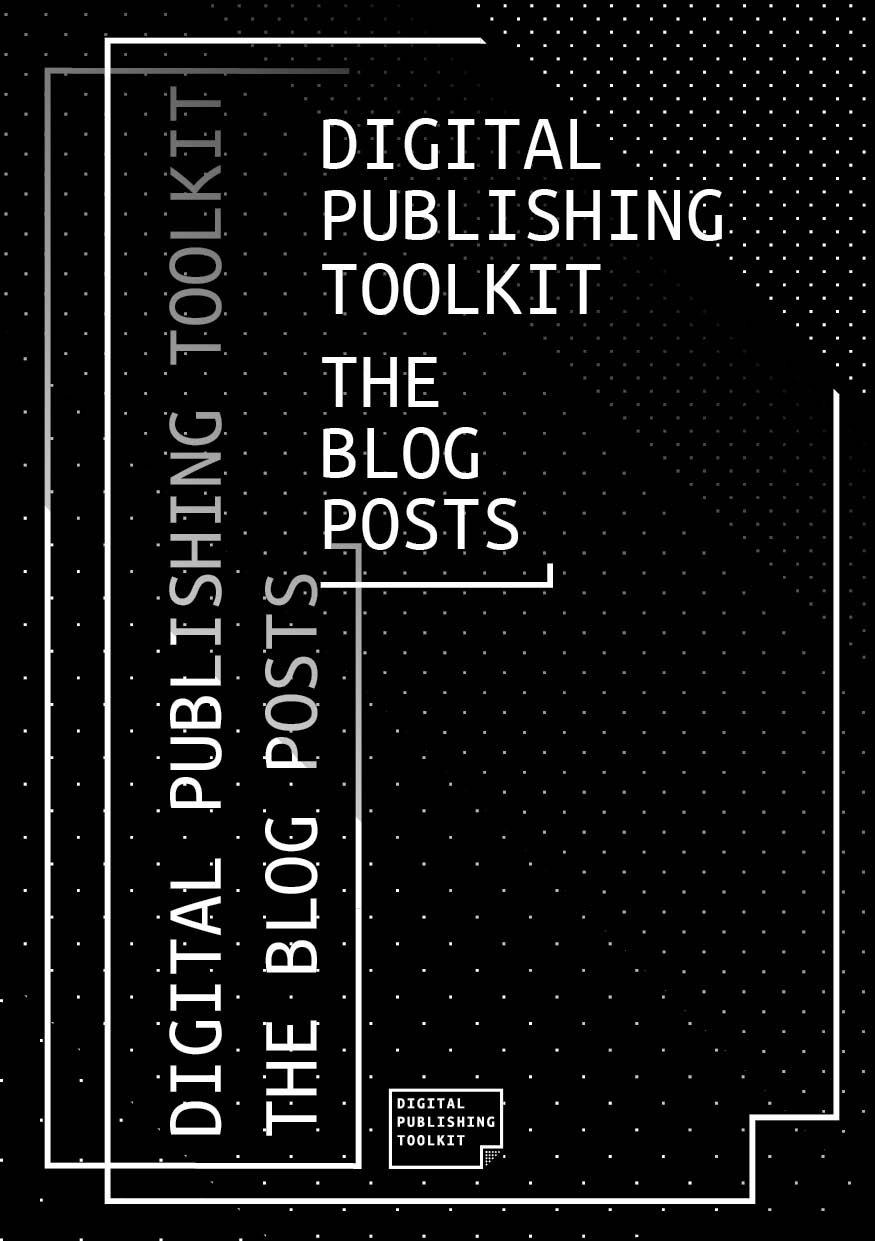 DIGITAL
PUBLISHING
TOOLKIT
THE
BLOG
POSTS
DIGITAL PUBLISHING TOOLKIT
THE BLOG POSTS
DIGITAL
PUBLISHING
TOOLKIT